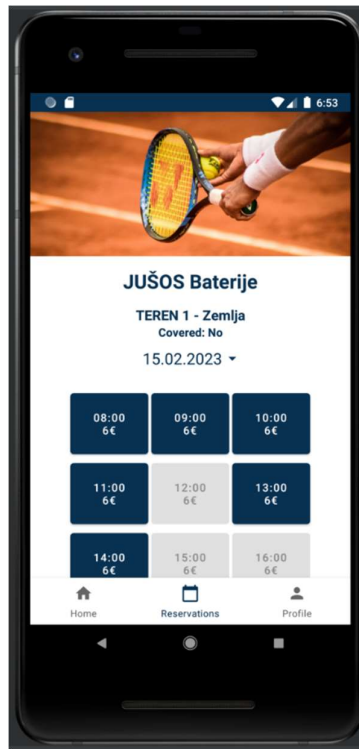 6:53
JUŠOS Baterije
TEREN 1 - Zemlja
Covered: No
15.02.2023
08:00 09:00 10:00
6€ 6€ 6€
11:00 12:00 13:00
6€ 6€ 6€
14:00 15:00 16:00
6€ 6€ 6€
Home Reservations Profile